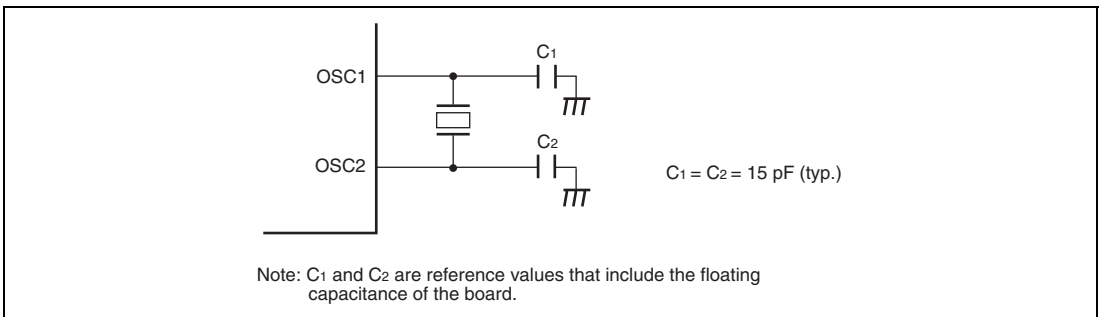 C1
OSC1
C2
OSC2
C1 = C2 = 15 pF (typ.)
Note: C1 and C2 are reference values that include the floating
capacitance of the board.